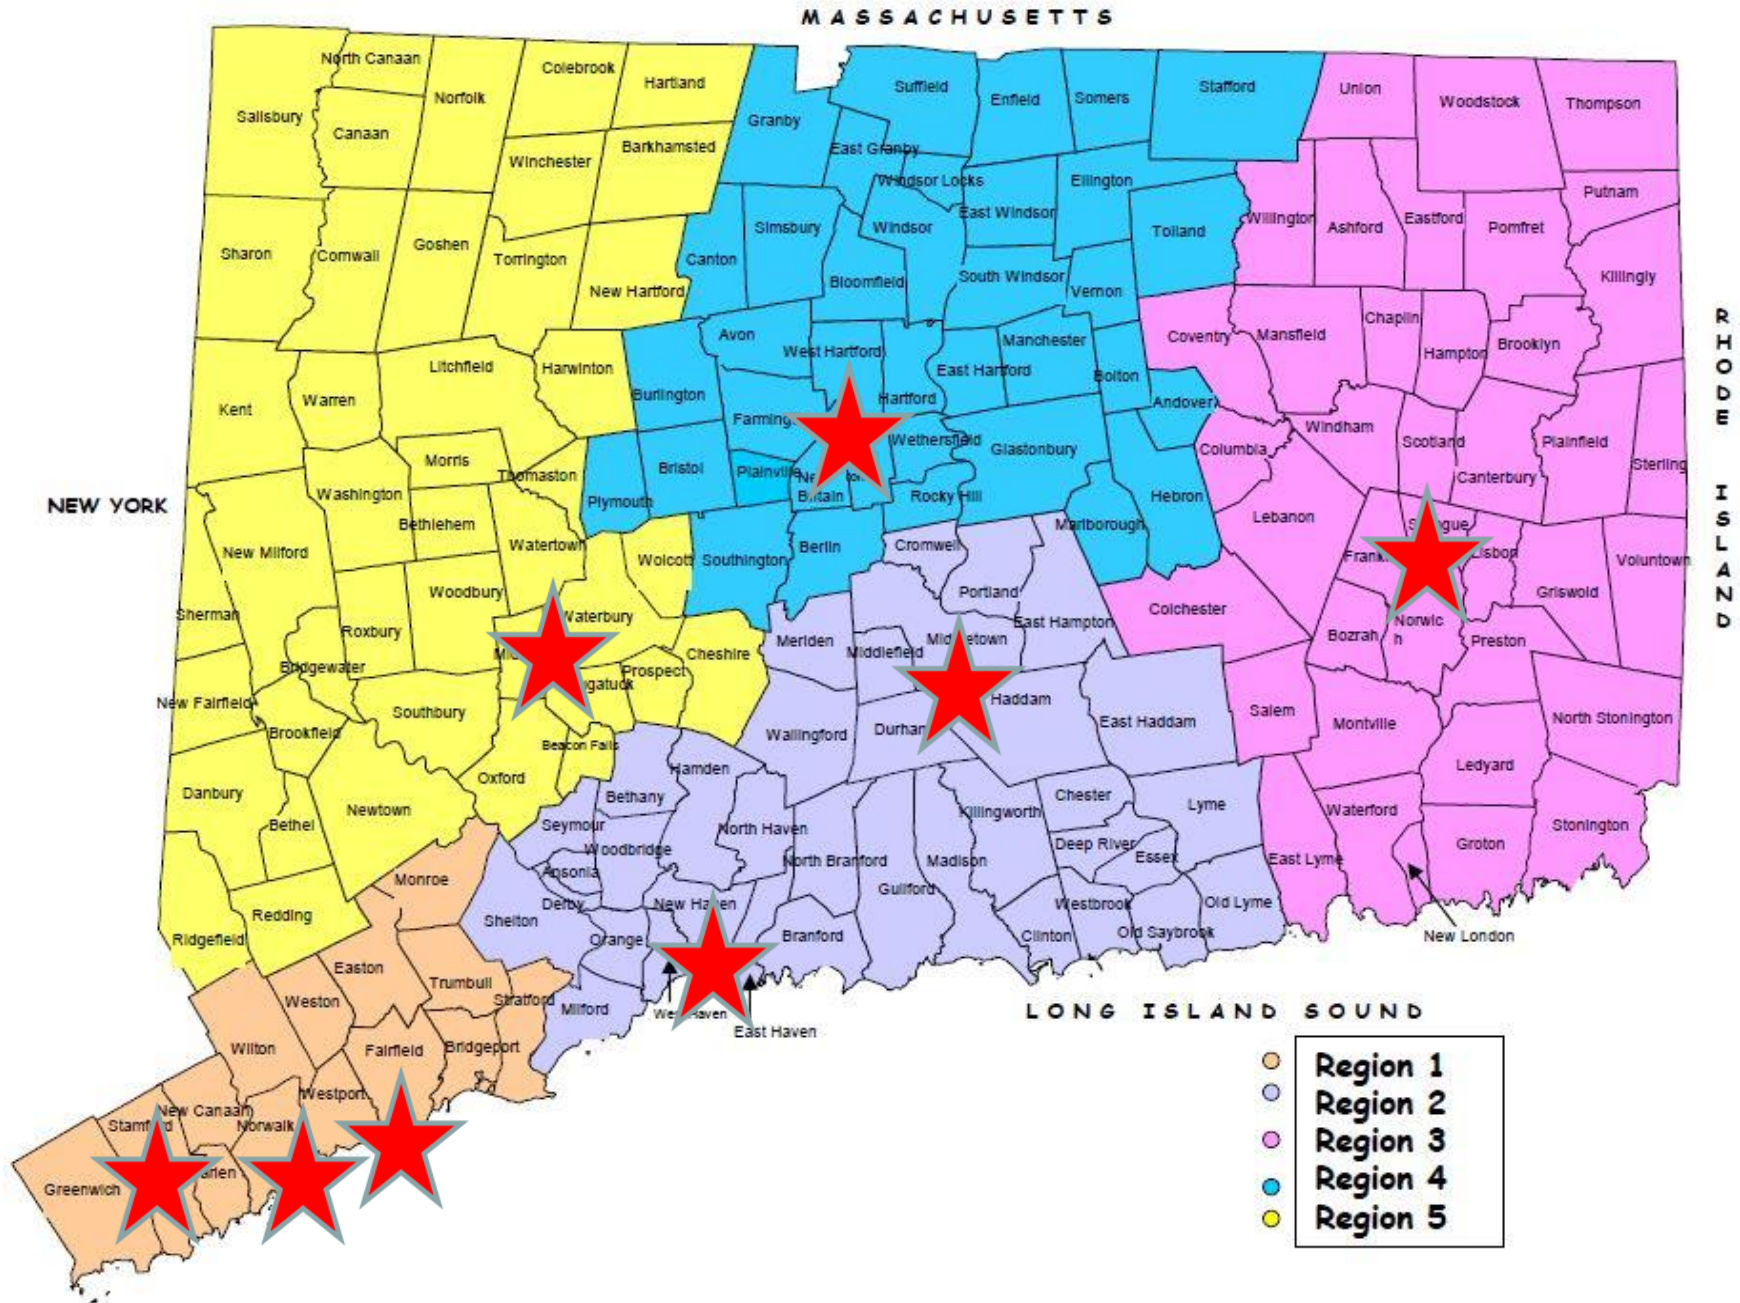 MASSACHUSETTS
North Canaan
Colebrook
Hartland
Salisbury
Canaan
Norfolk
Winchester
Barkhamsted
Granby
Suffield
Enfield
Somers
Stafford
Union
Woodstock
Thompson
East Granby
Windsor Locks
Ellington
Putnam
Sharon
Cornwall
Goshen
Torrington
New Hartford
Canton
Simsbury
Windsor
East Windsor
Tolland
Willington
Ashford
Eastford
Pomfret
Killingly
Bloomfield
South Windsor
Vernon
Kent
Warren
Litchfield
Harwinton
Burlington
Avon
West Hartford
Hartford
East Hartford
Manchester
Bolton
Andover
Coventry
Mansfield
Chaplin
Hampton
Brooklyn
RHODE ISLAND
NEW YORK
Washington
Morris
Thomaston
Bethlehem
Watertown
Plymouth
Bristol
Plainville
Britain
Wethersfield
Rocky Hill
Glastonbury
Marlborough
Hebron
Columbia
Windham
Scotland
Canterbury
Plainfield
Sterling
Lebanon
Lisbon
Voluntown
Griswold
New Milford
Sherman
Woodbury
Roxbury
Bridgewater
Wolcott
Waterbury
Southington
Berlin
Cromwell
Portland
East Hampton
Colchester
Bozrah
Norwic
h
Preston
New Fairfield
Brookfield
Southbury
Prospect
Cheshire
Meriden
Middlefield
Haddam
East Haddam
Salem
Montville
North Stonington
Danbury
Bethel
Newtown
Oxford
Beacon Falls
Hamden
Wallingford
Ledyard
Bethany
Seymour
Woodbridge
North Haven
Killingworth
Chester
Lyme
Waterford
Groton
Stonington
Redding
Ridgefield
Monroe
Shelton
Ansonia
Derby
New Haven
North Branford
Guilford
Madison
Deep River
Essex
Westbrook
Old Lyme
East Lyme
Easton
Weston
Trumbull
Stratford
Orange
Milford
Branford
Clinton
Old Saybrook
New London
East Haven
LONG ISLAND SOUND
Wilton
Fairfield
Bridgeport
Westport
New Canaan
Norwalk
Greenwich
Region 1
Region 2
Region 3
Region 4
Region 5